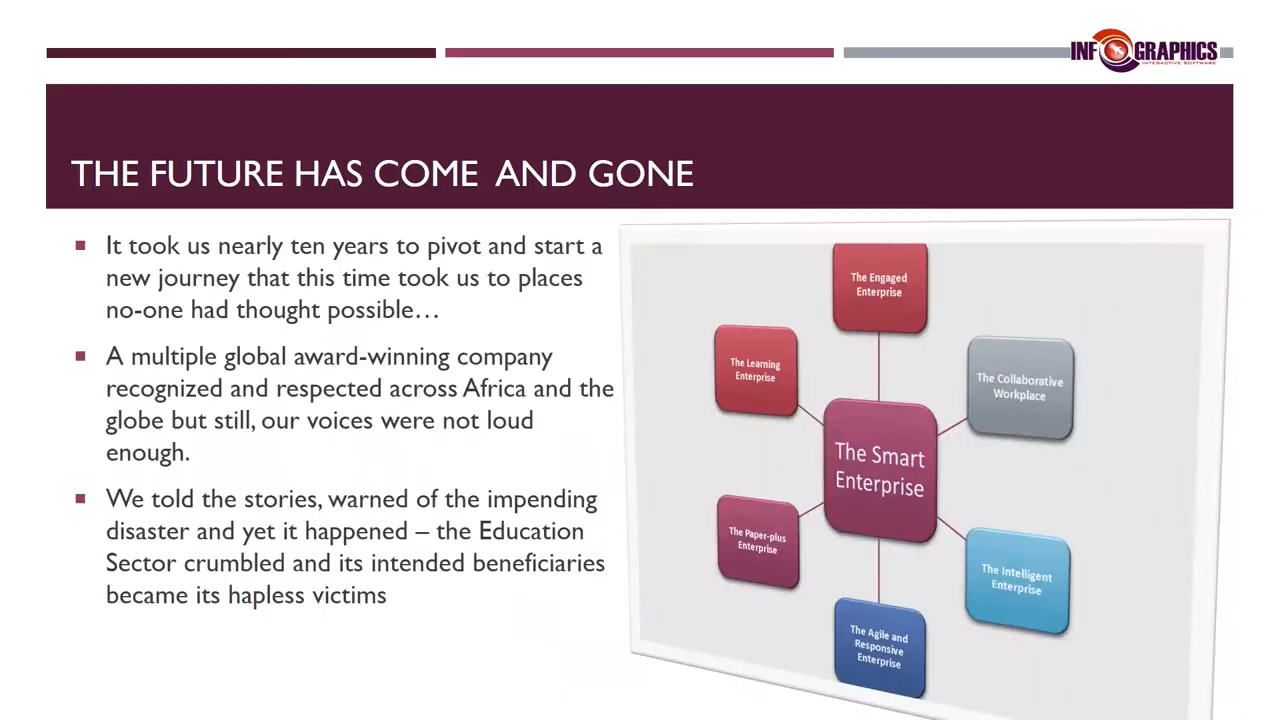 INFOGRAPHICS
INTERACTIVE SOFTWARE
THE FUTURE HAS COME AND GONE
It took us nearly ten years to pivot and start a
new journey that this time took us to places
no-one had thought possible…
A multiple global award-winning company
recognized and respected across Africa and the
globe but still, our voices were not loud
enough.
We told the stories, warned of the impending
disaster and yet it happened – the Education
Sector crumbled and its intended beneficiaries
became its hapless victims
The Engaged
Enterprise
The Learning
Enterprise
The Collaborative
Workplace
The Smart
Enterprise
The Paper-plus
Enterprise
The Intelligent
Enterprise
The Agile and
Responsive
Enterprise